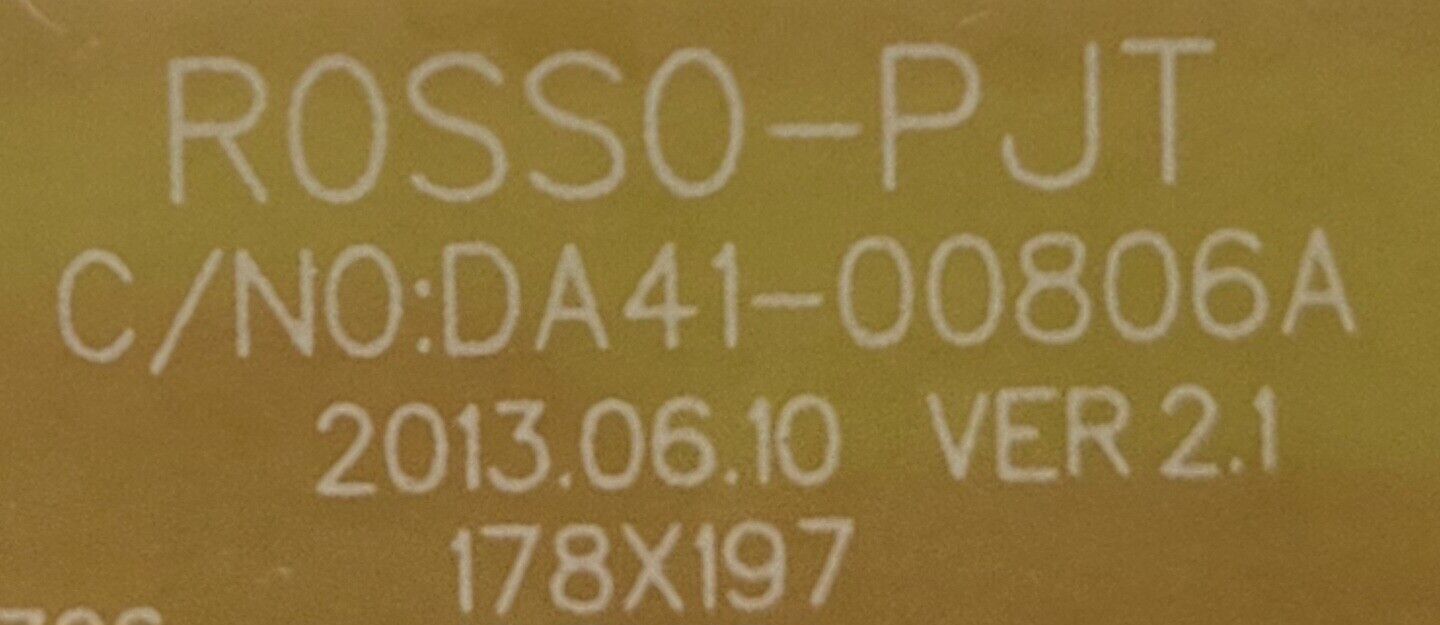 ROSSO-PJT
C/NO:DA41-00806A
2013.06.10 VER 2.1
178X197